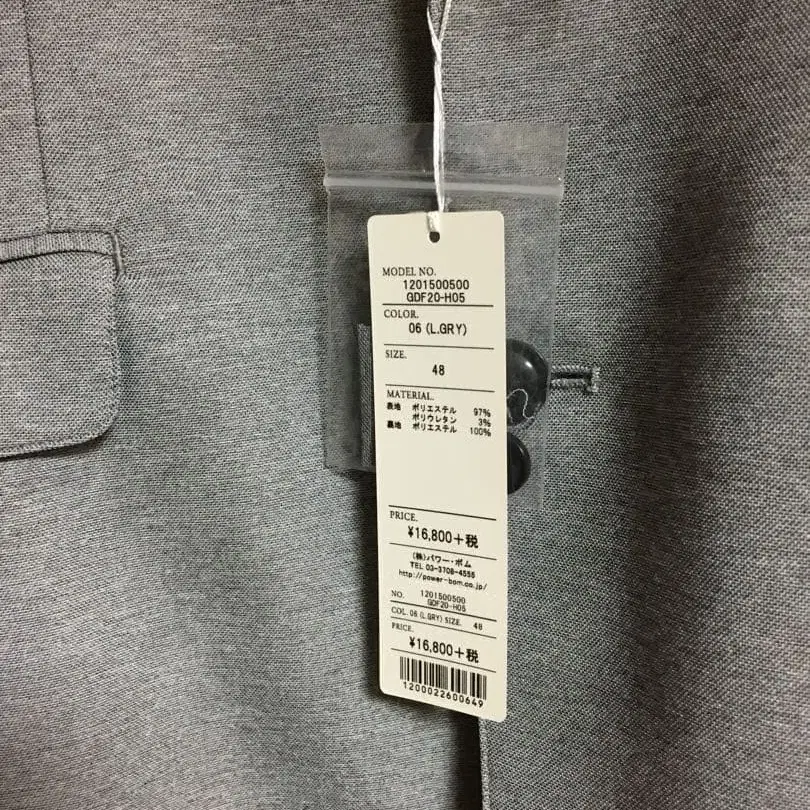 MODEL NO.
1201500500
GDF20-H05
COLOR.
06 (L.GRY)
SIZE.
48
MATERIAL.
表地 ポリエステル 97%
ポリウレタン 3%
裏地 ポリエステル 100%
PRICE.
¥16,800+税
(株)パワー・ボム
TEL 03-3708-4555
http://power-bom.co.jp/
NO. 1201500500
GDF20-H05
COL. 06 (L.GRY) SIZE. 48
PRICE.
¥16,800+税
1200022600649